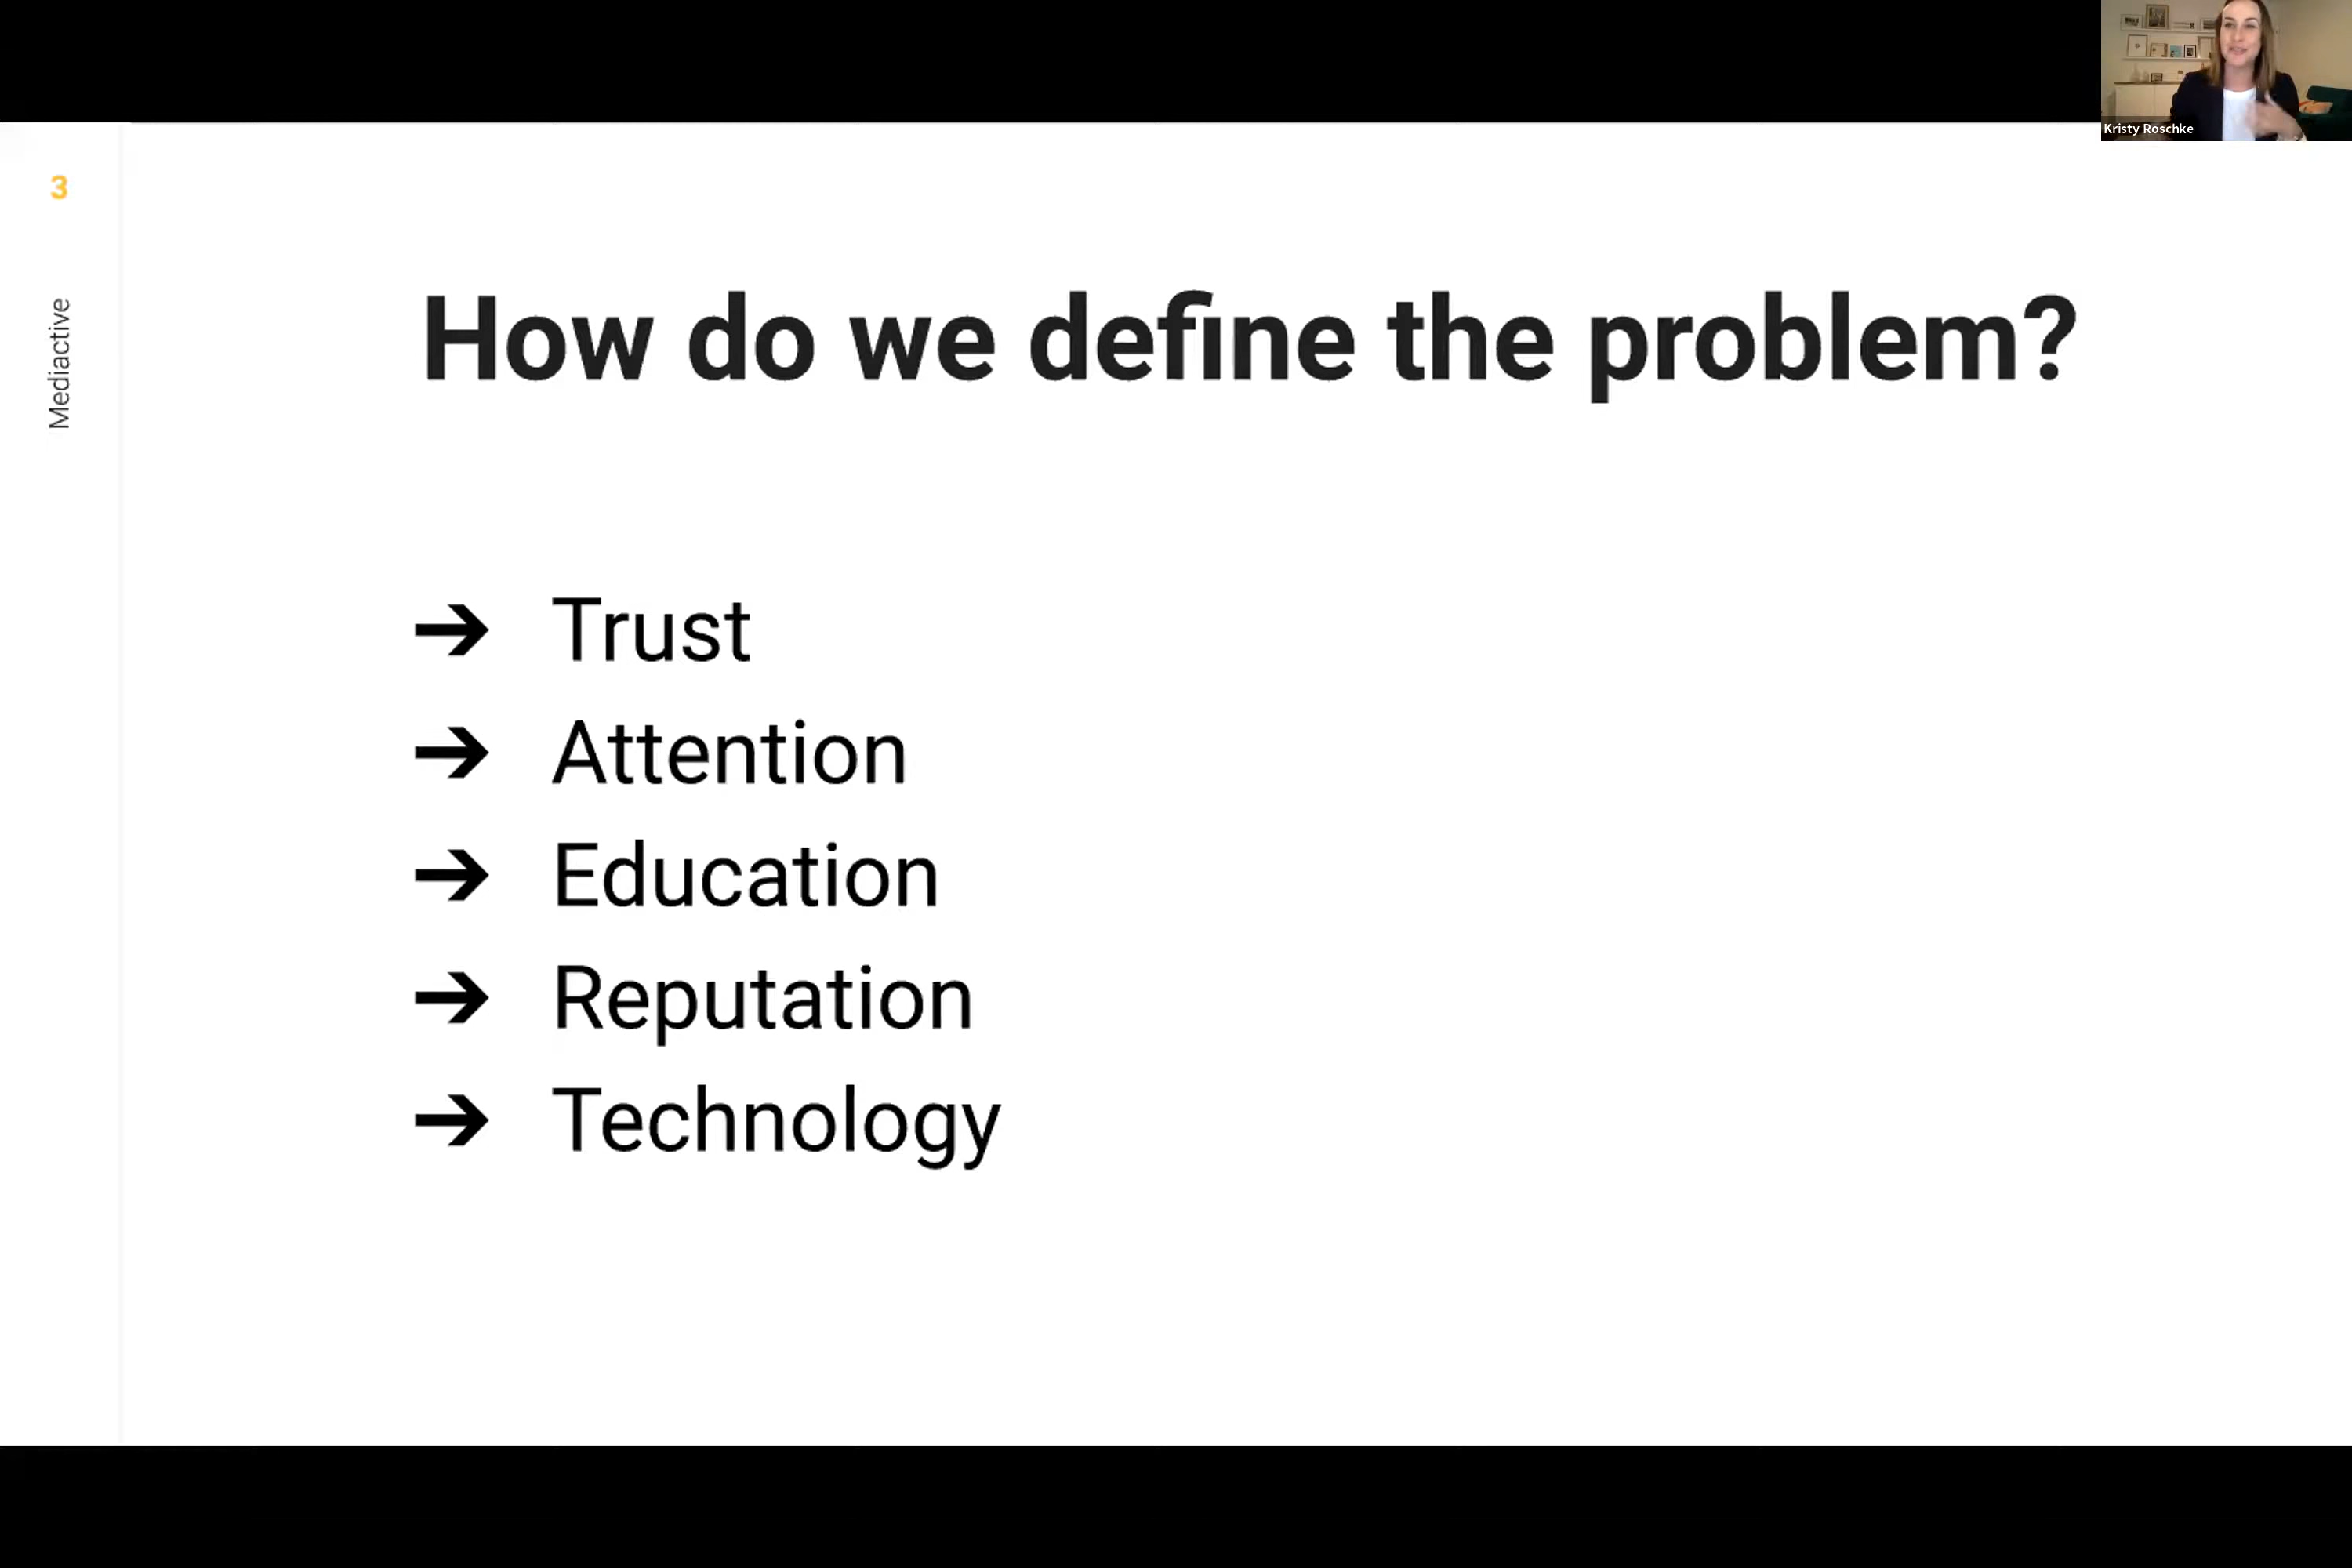 Kristy Roschke
3
Mediactive
How do we define the problem?
➔ Trust
➔ Attention
➔ Education
➔ Reputation
➔ Technology